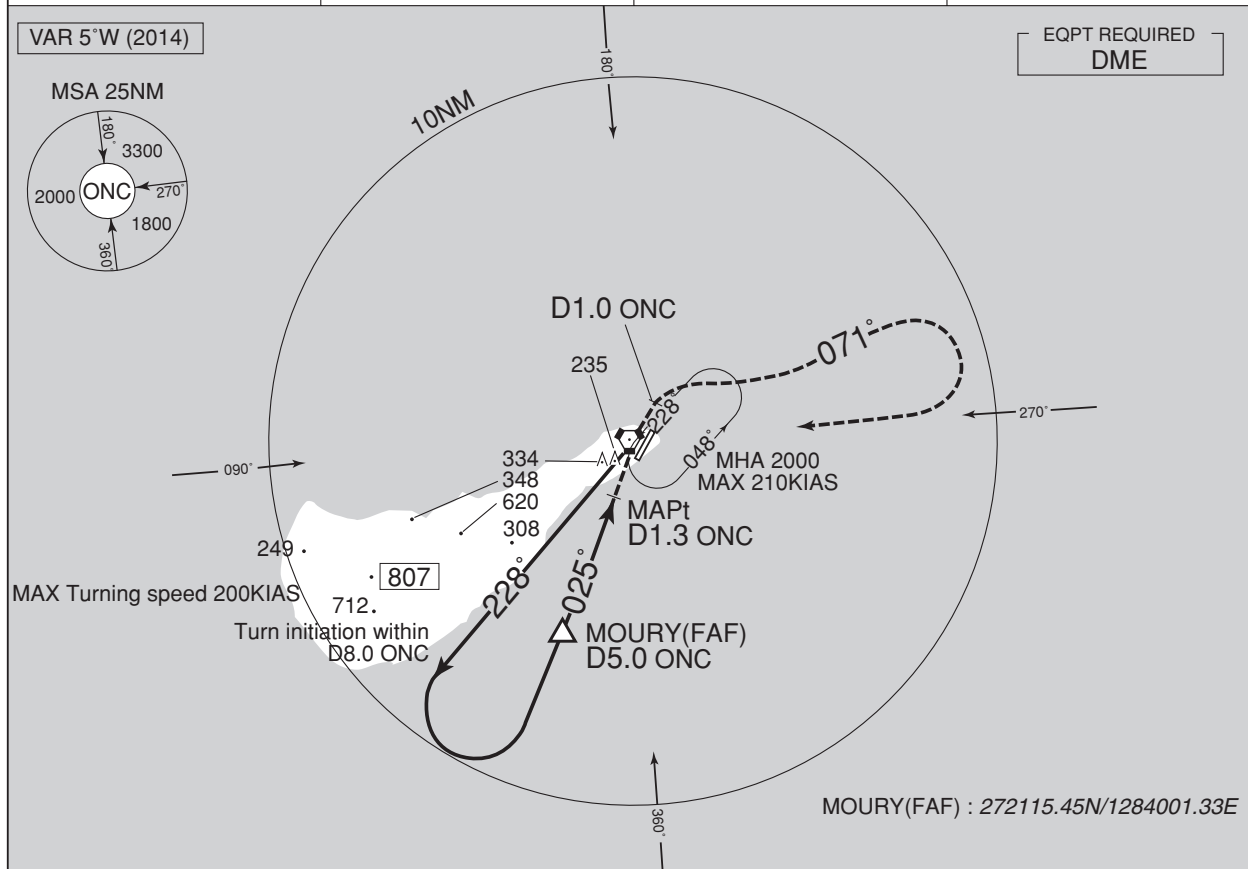 VAR 5°W (2014)
EQPT REQUIRED
DME
MSA 25NM
180°
3300
2000
ONC
270°
1800
360°
180°
10NM
D1.0 ONC
071°
235
228°
270°
048°
MHA 2000
MAX 210KIAS
090°
334
348
620
308
MAPt
D1.3 ONC
249
807
228°
025°
MAX Turning speed 200KIAS
712
Turn initiation within
D8.0 ONC
MOURY(FAF)
D5.0 ONC
360°
MOURY(FAF) : 272115.45N/1284001.33E